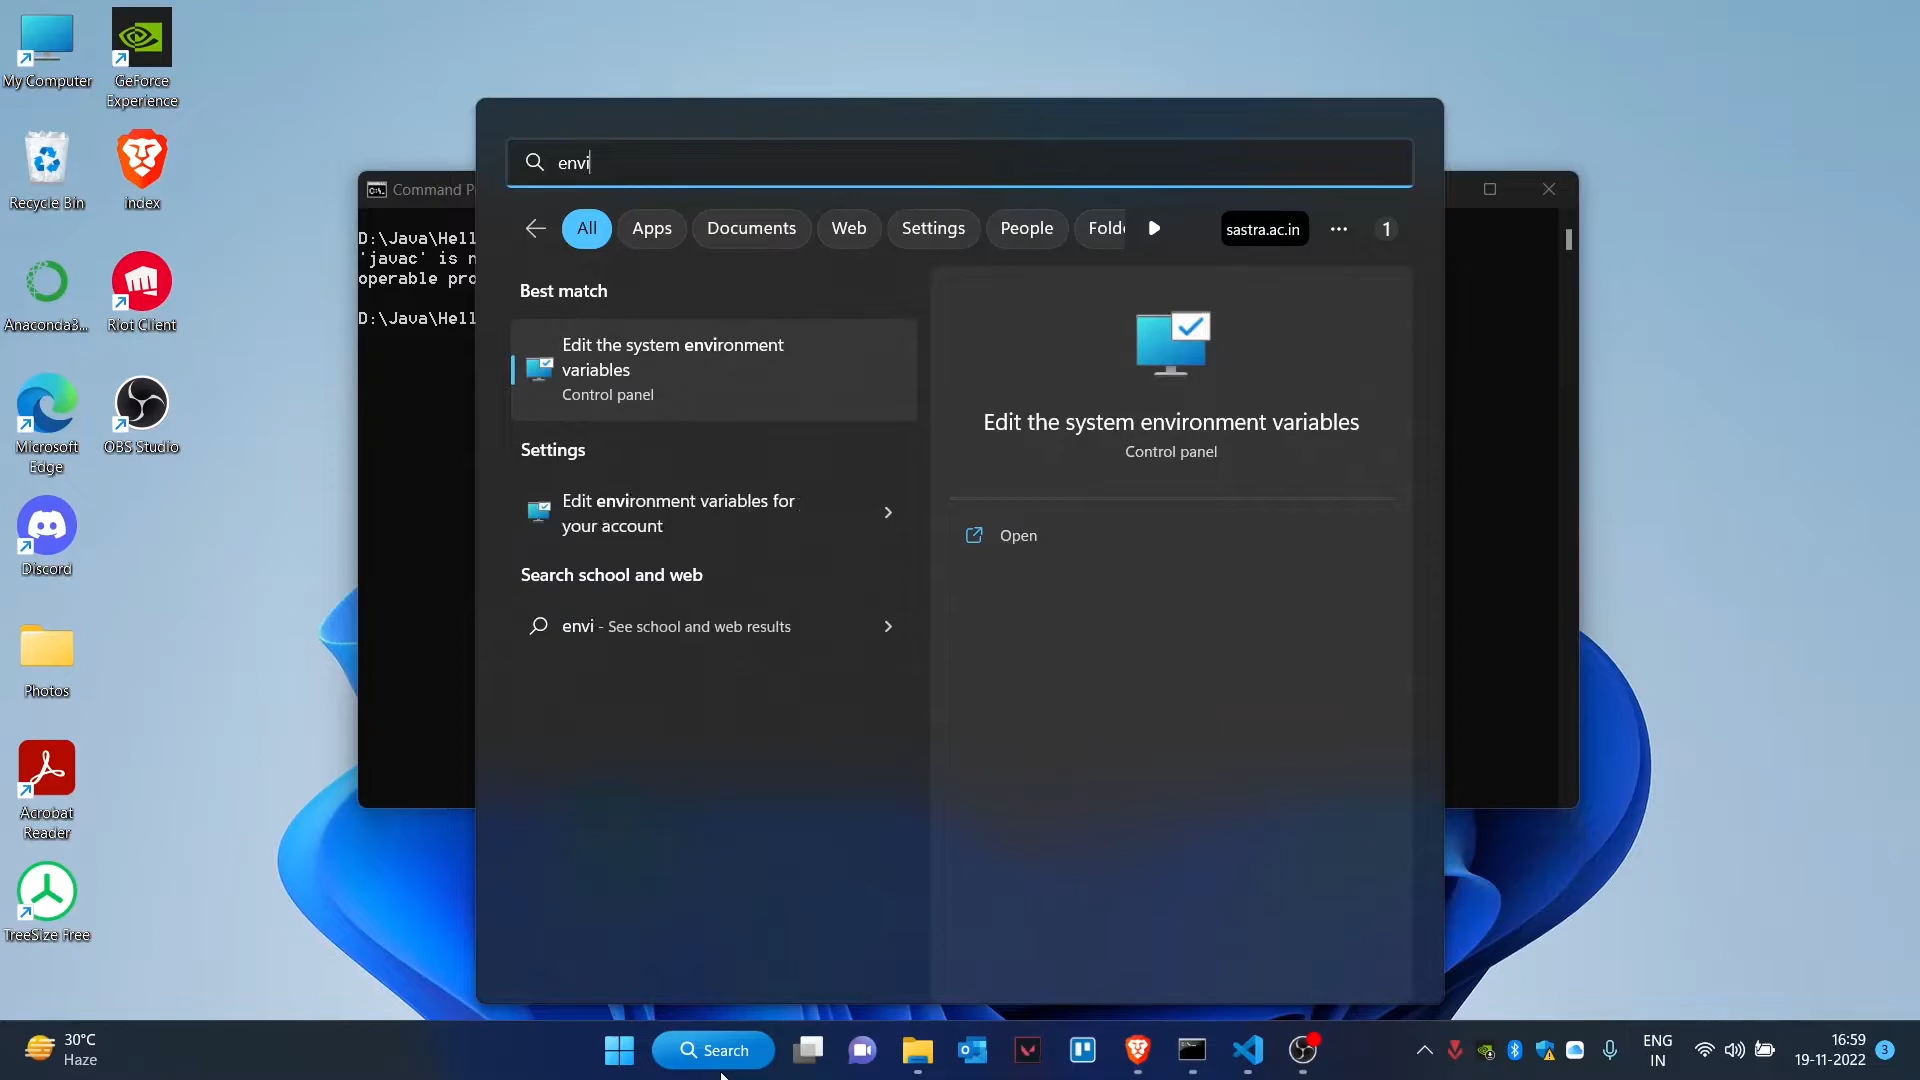 My Computer
GeForce
Experience
Recycle Bin
index
Anaconda3...
Riot Client
Microsoft
Edge
OBS Studio
Discord
Photos
Acrobat
Reader
TreeSize Free
Command P
D:\Java\Hell
'javac' is n
operable pro
D:\Java\Hell
envi
All
Apps
Documents
Web
Settings
People
Folde
sastra.ac.in
1
Best match
Edit the system environment
variables
Control panel
Settings
Edit environment variables for
your account
Search school and web
envi - See school and web results
Edit the system environment variables
Control panel
Open
30°C
Haze
Search
ENG
IN
16:59
19-11-2022
3